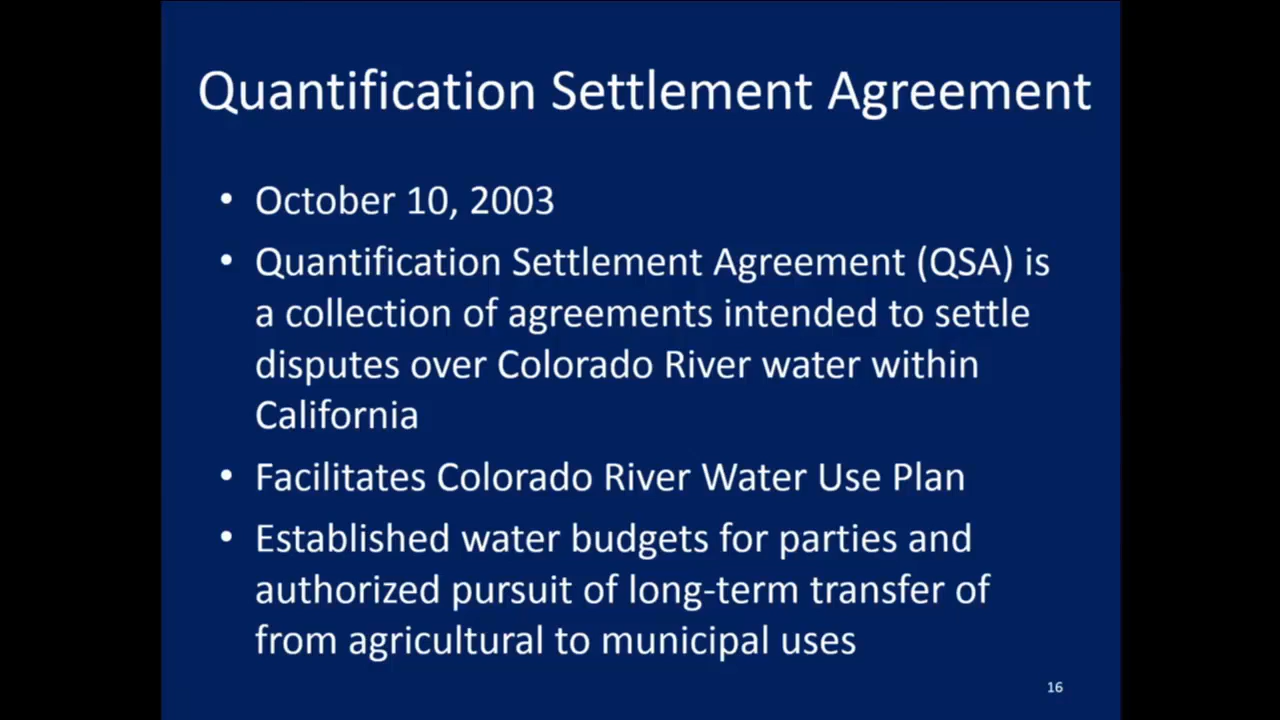 Quantification Settlement Agreement
• October 10, 2003
• Quantification Settlement Agreement (QSA) is
a collection of agreements intended to settle
disputes over Colorado River water within
California
• Facilitates Colorado River Water Use Plan
• Established water budgets for parties and
authorized pursuit of long-term transfer of
from agricultural to municipal uses
16